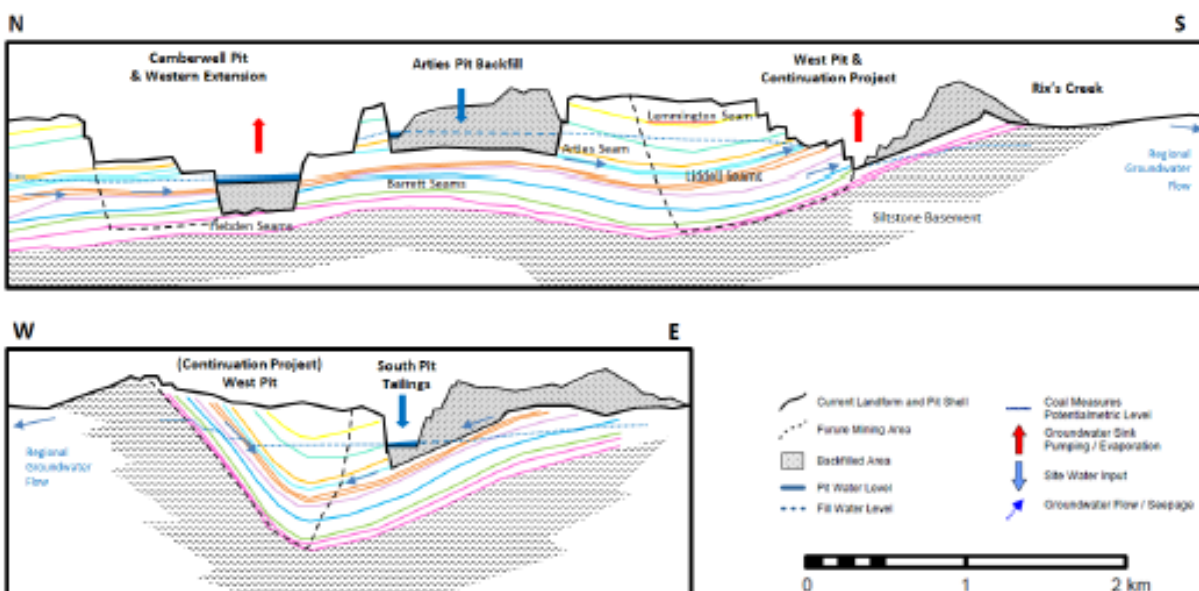 N
S
Camberwell Pit
& Western Extension
Arties Pit Backfill
West Pit &
Continuation Project
Rix's Creek
Lemmington Seam
Arties Seam
Liddell Seams
Barrett Seams
Hebden Seams
Siltstone Basement
Regional
Groundwater
Flow
W
E
(Continuation Project)
West Pit
South Pit
Tailings
Regional
Groundwater
Flow
Current Landform and Pit Shell
Future Mining Area
Backfilled Area
Pit Water Level
Fill Water Level
Coal Measures
Potentiometric Level
Groundwater Sink
Pumping / Evaporation
Site Water Input
Groundwater Flow / Seepage
0 1 2 km